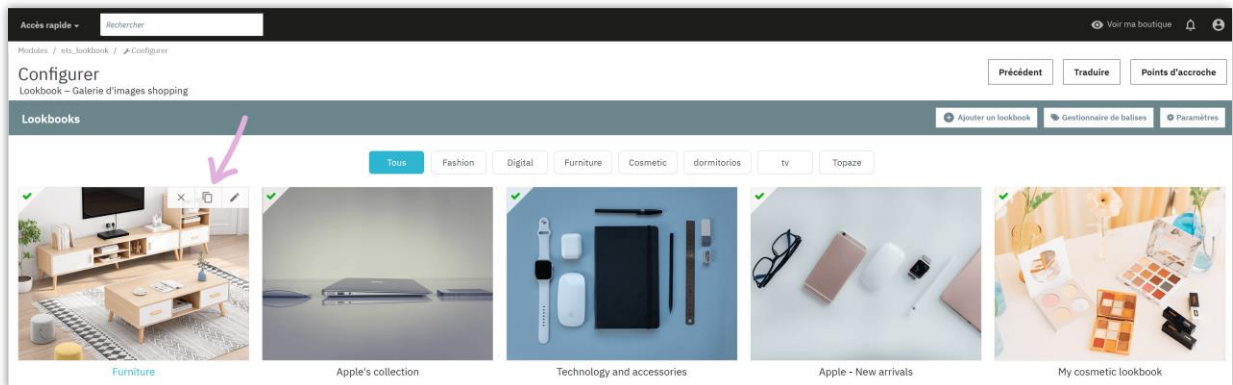 Accès rapide
Rechercher
Voir ma boutique
Modules / ets_lookbook / Configurer
Configurer
Lookbook – Galerie d'images shopping
Précédent
Traduire
Points d'accroche
Lookbooks
Ajouter un lookbook
Gestionnaire de balises
Paramètres
Tous
Fashion
Digital
Furniture
Cosmetic
dormitorios
tv
Topaze
Furniture
Apple's collection
Technology and accessories
Apple - New arrivals
My cosmetic lookbook